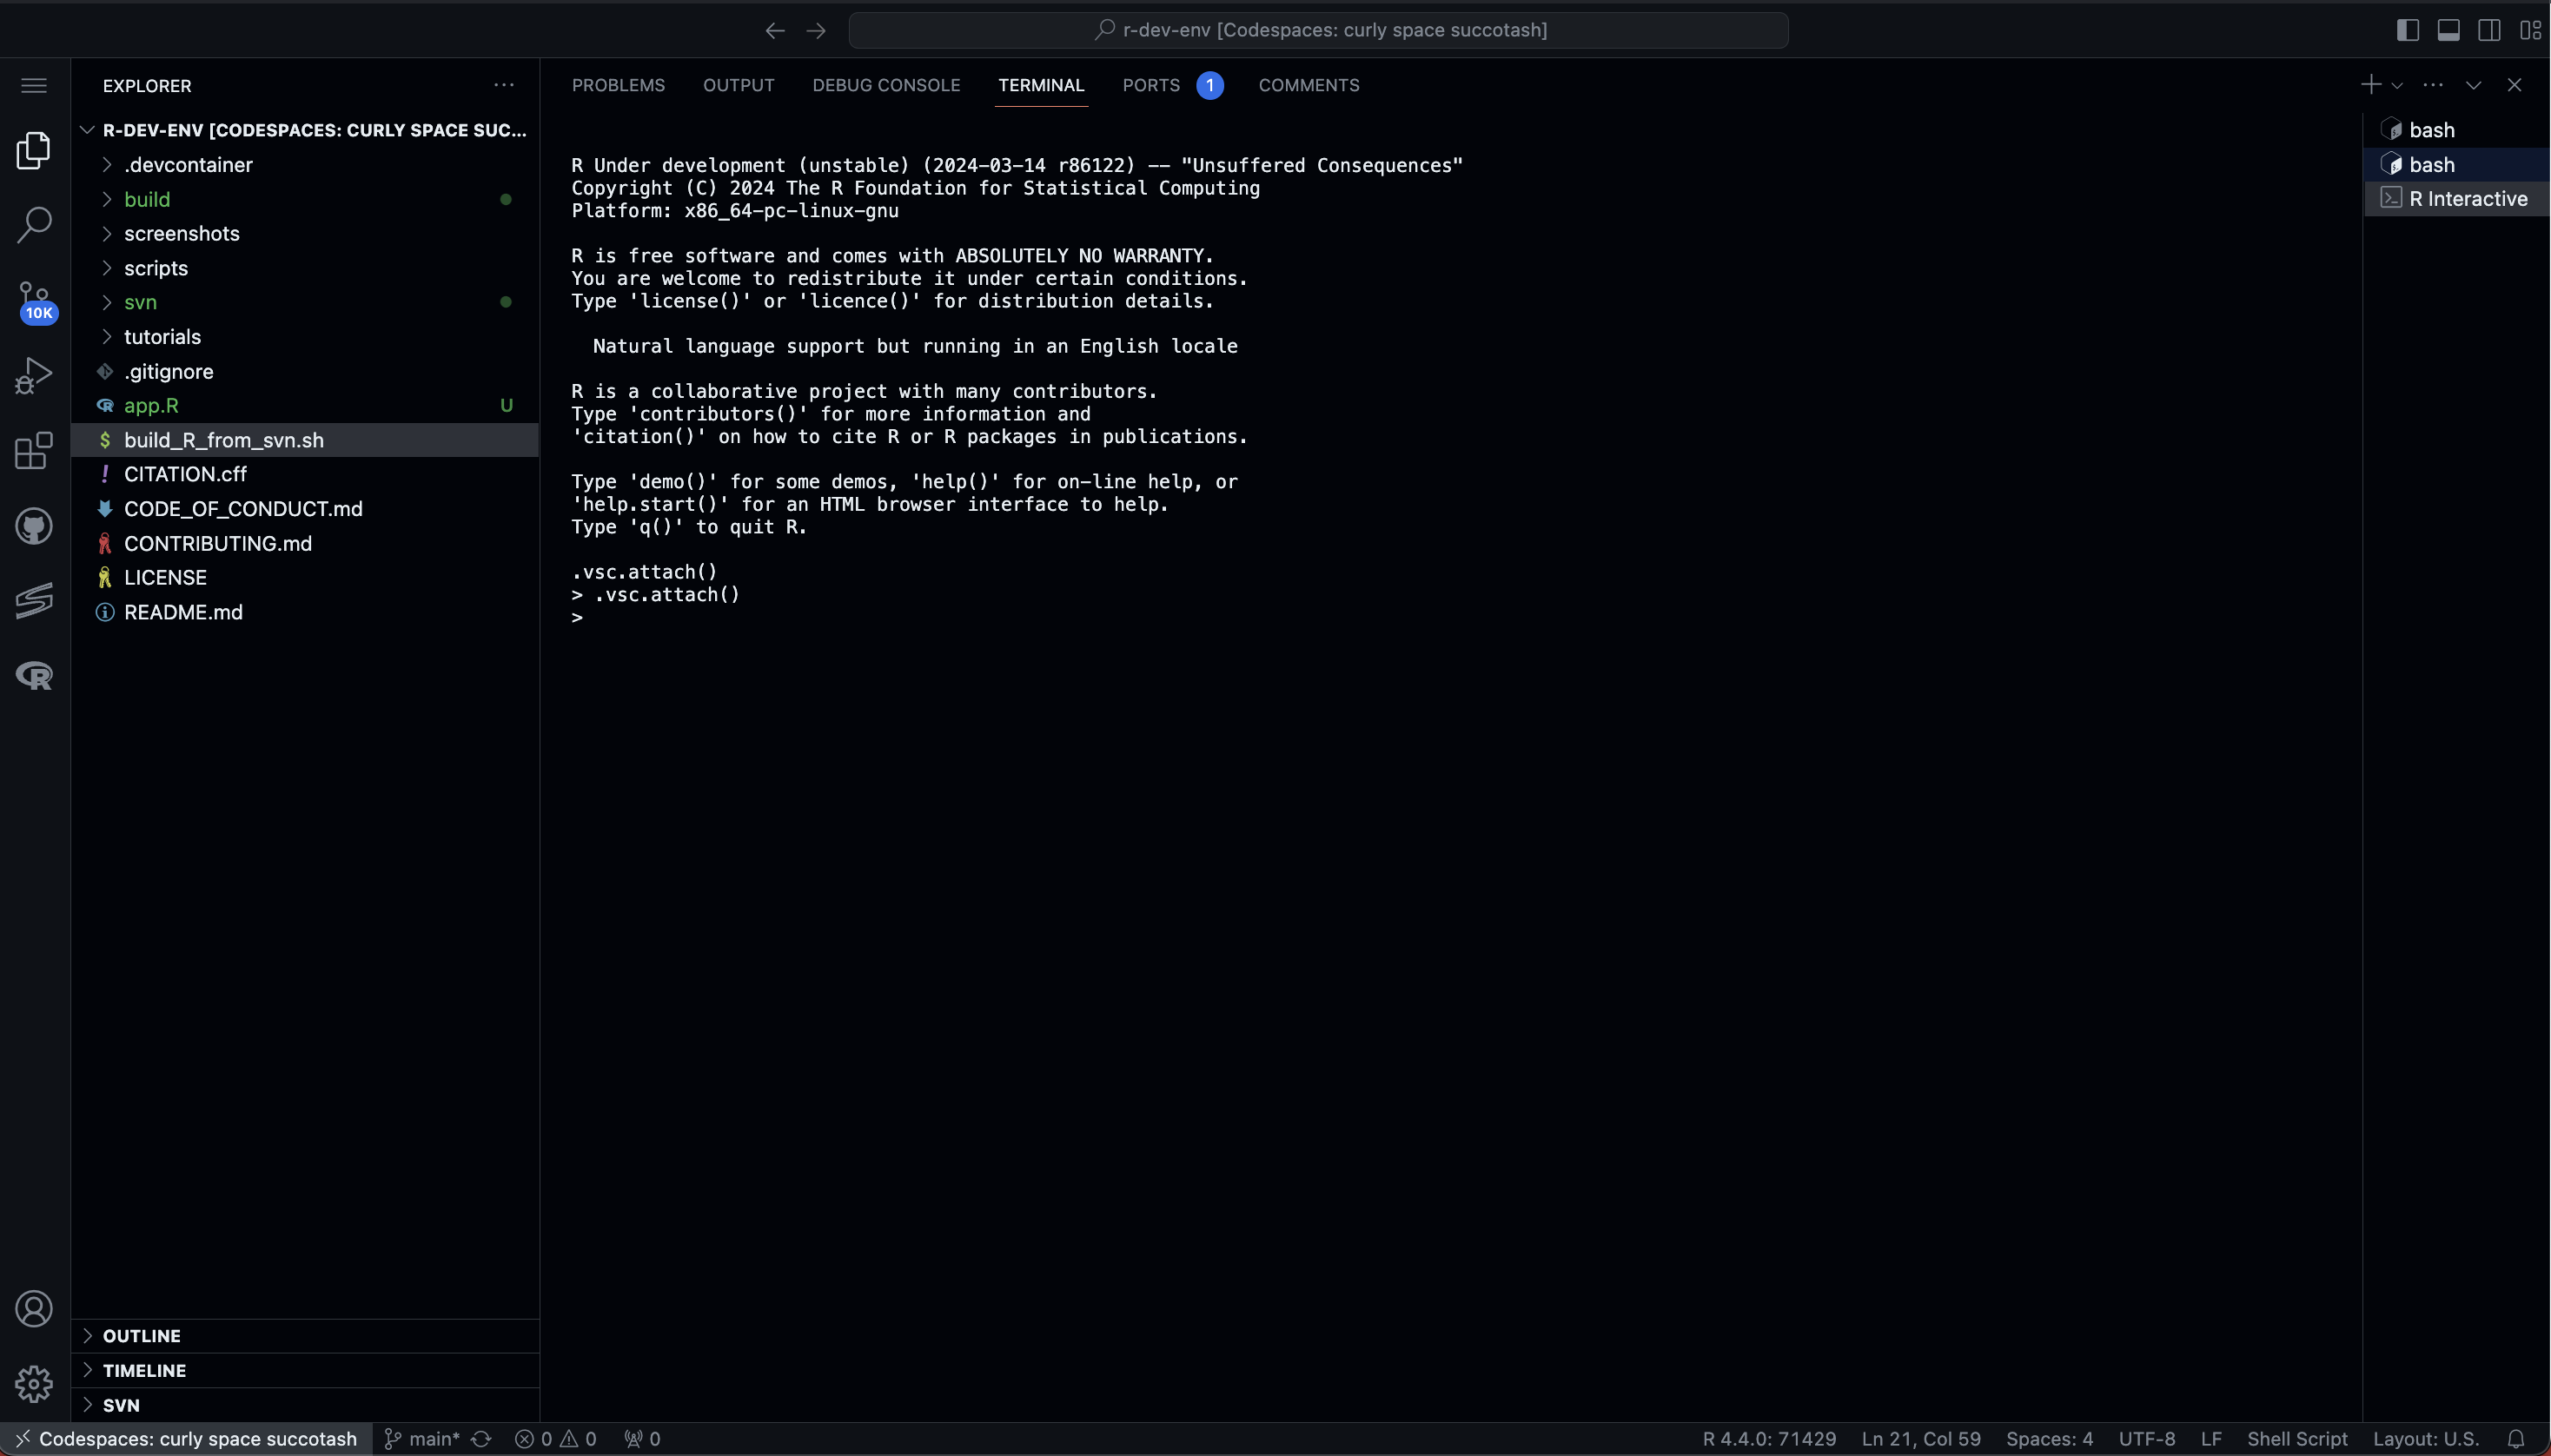 r-dev-env [Codespaces: curly space succotash]
EXPLORER
R-DEV-ENV [CODESPACES: CURLY SPACE SUC...
.devcontainer
build
screenshots
scripts
svn
tutorials
.gitignore
app.R U
$ build_R_from_svn.sh
! CITATION.cff
CODE_OF_CONDUCT.md
CONTRIBUTING.md
LICENSE
README.md
10K
OUTLINE
TIMELINE
SVN
PROBLEMS OUTPUT DEBUG CONSOLE TERMINAL PORTS 1 COMMENTS
R Under development (unstable) (2024-03-14 r86122) -- "Unsuffered Consequences"
Copyright (C) 2024 The R Foundation for Statistical Computing
Platform: x86_64-pc-linux-gnu
R is free software and comes with ABSOLUTELY NO WARRANTY.
You are welcome to redistribute it under certain conditions.
Type 'license()' or 'licence()' for distribution details.
Natural language support but running in an English locale
R is a collaborative project with many contributors.
Type 'contributors()' for more information and
'citation()' on how to cite R or R packages in publications.
Type 'demo()' for some demos, 'help()' for on-line help, or
'help.start()' for an HTML browser interface to help.
Type 'q()' to quit R.
.vsc.attach()
> .vsc.attach()
>
bash
bash
R Interactive
Codespaces: curly space succotash main* 0 0 0 R 4.4.0: 71429 Ln 21, Col 59 Spaces: 4 UTF-8 LF Shell Script Layout: U.S.